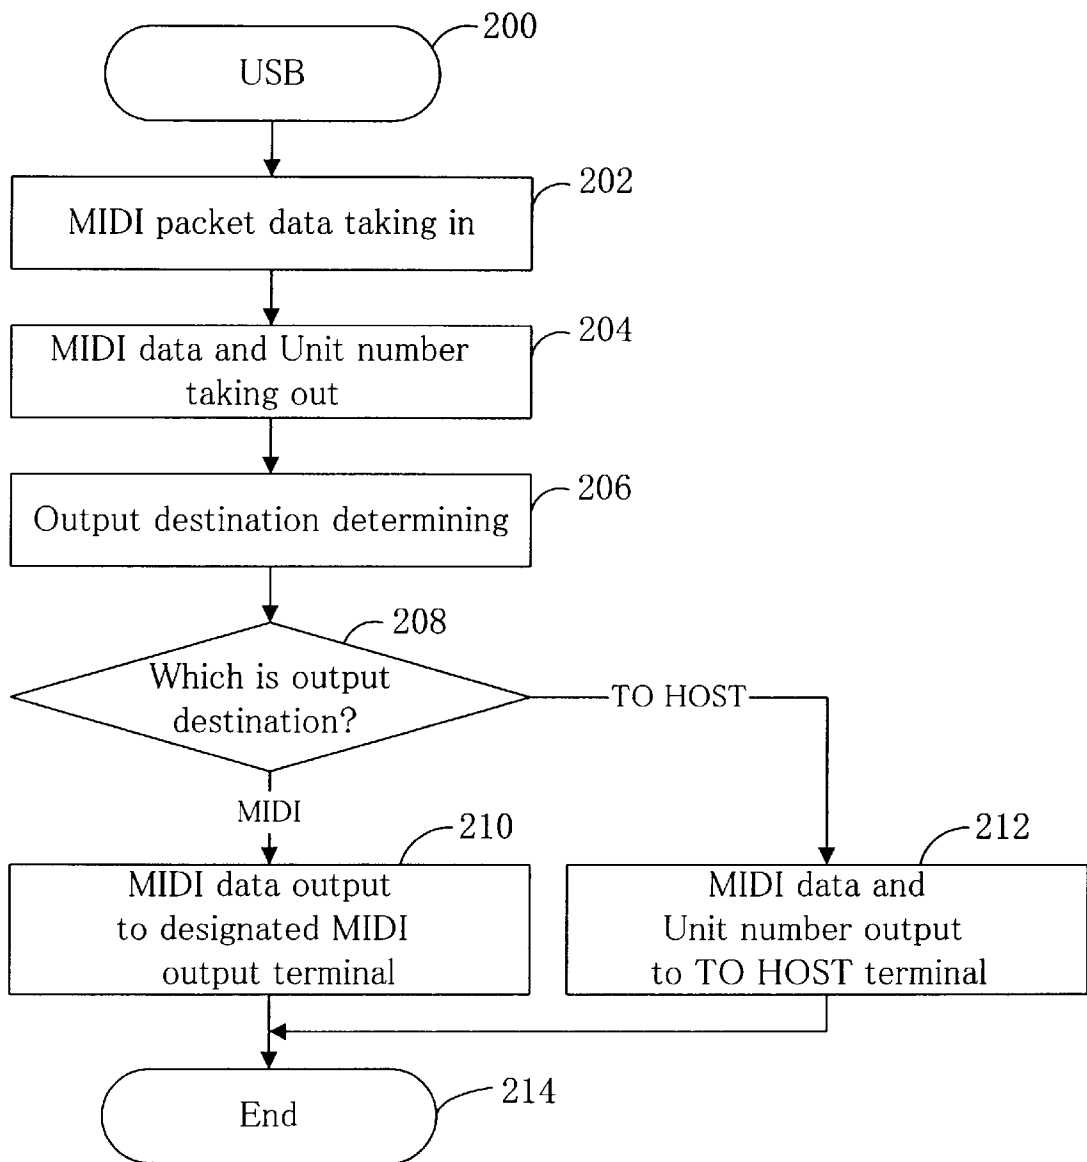 200
USB
202
MIDI packet data taking in
204
MIDI data and Unit number
taking out
206
Output destination determining
208
Which is output
destination?
TO HOST
MIDI
210
212
MIDI data output
to designated MIDI
output terminal
MIDI data and
Unit number output
to TO HOST terminal
End
214